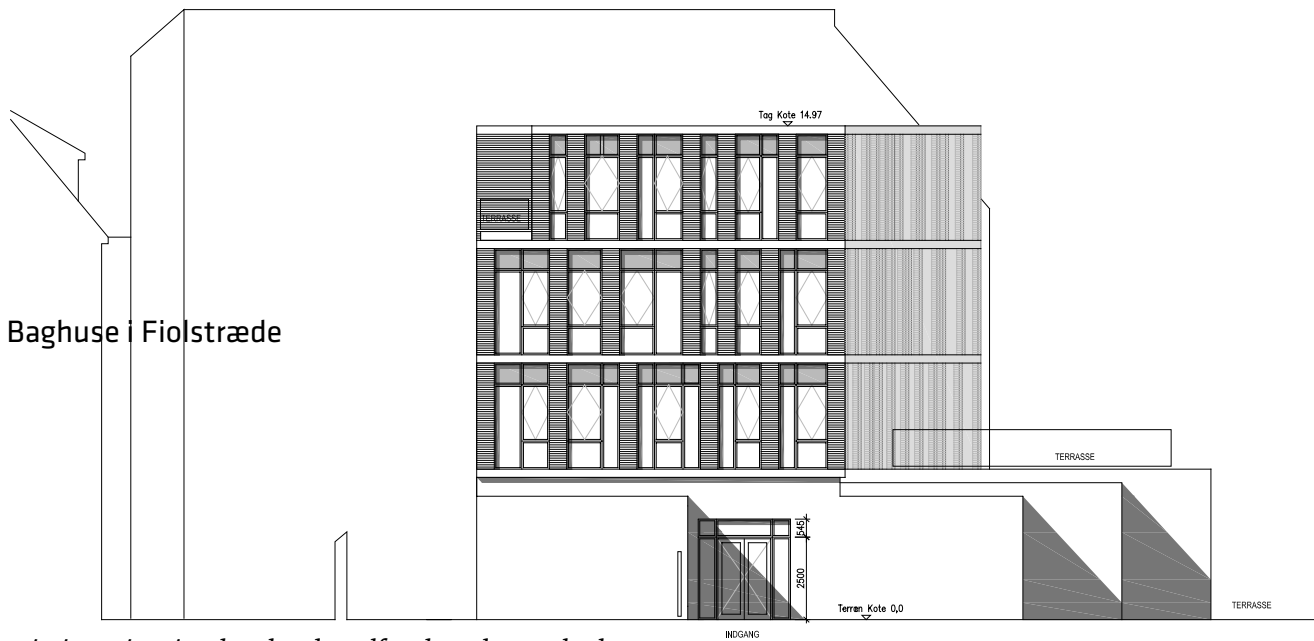 Tag Kote 14.97
TERRASSE
Baghuse i Fiolstræde
TERRASSE
545
2500
Terræn Kote 0,0
TERRASSE
INDGANG